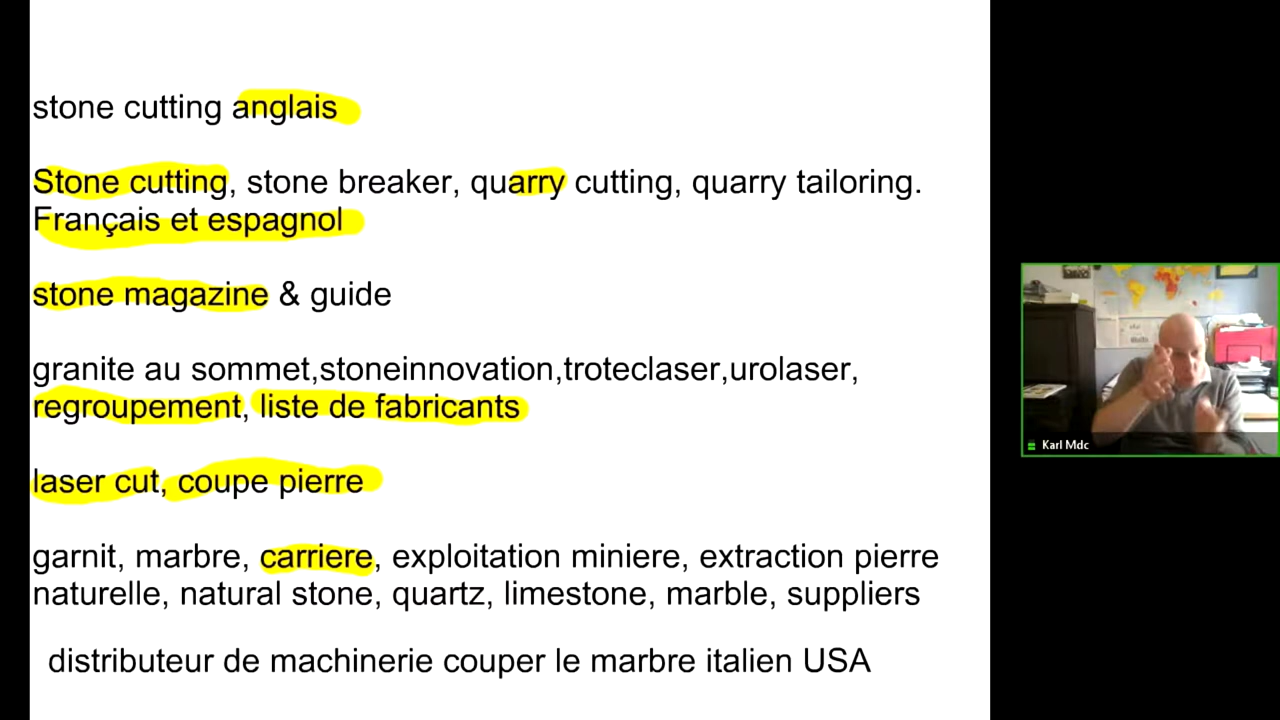 stone cutting anglais
Stone cutting, stone breaker, quarry cutting, quarry tailoring.
Français et espagnol
stone magazine & guide
granite au sommet,stoneinnovation,troteclaser,urolaser,
regroupement, liste de fabricants
laser cut, coupe pierre
garnit, marbre, carriere, exploitation miniere, extraction pierre
naturelle, natural stone, quartz, limestone, marble, suppliers
distributeur de machinerie couper le marbre italien USA
Karl Mdc